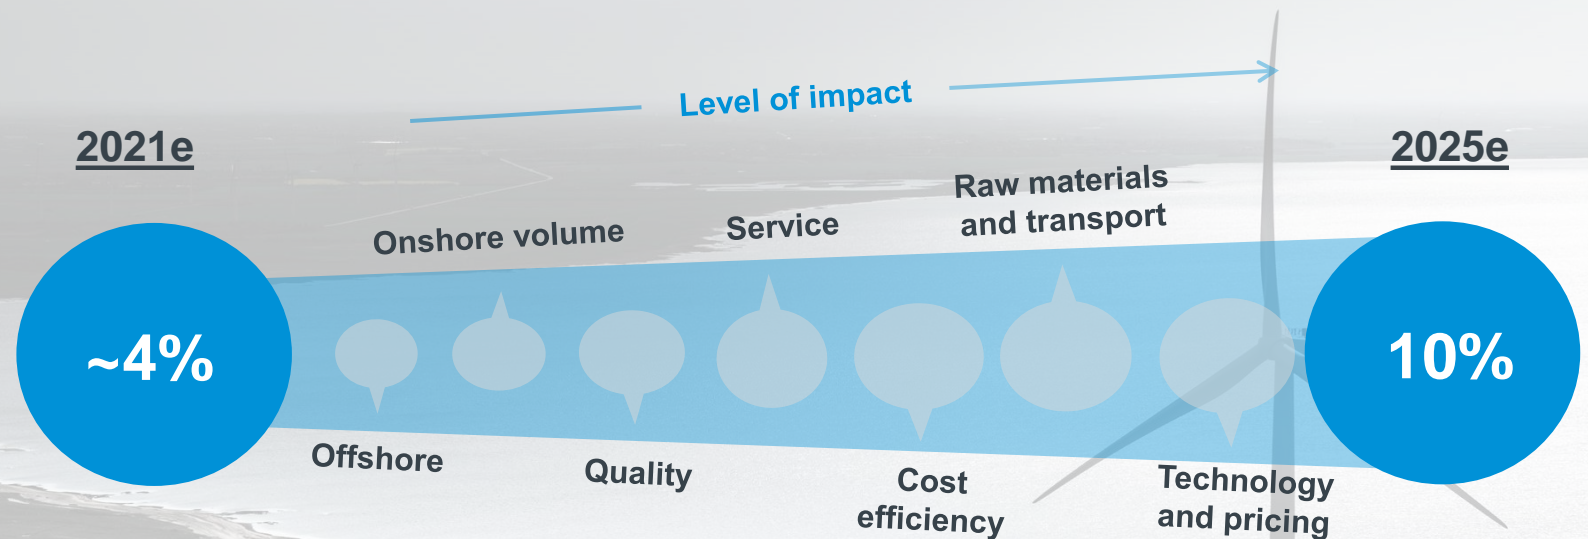 Level of impact
2021e
2025e
Raw materials
and transport
Onshore volume
Service
~4%
10%
Offshore
Quality
Cost
efficiency
Technology
and pricing